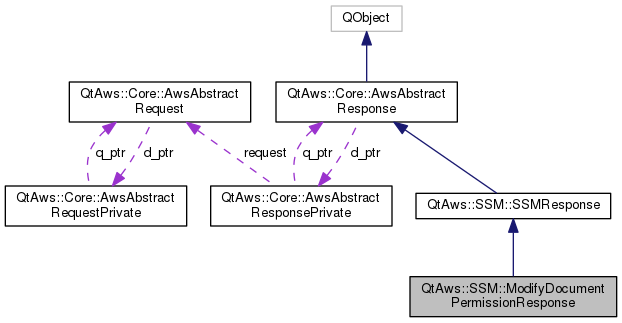 QObject
QtAws::Core::AwsAbstract
Request
QtAws::Core::AwsAbstract
Response
q_ptr
d_ptr
request
q_ptr
d_ptr
QtAws::Core::AwsAbstract
RequestPrivate
QtAws::Core::AwsAbstract
ResponsePrivate
QtAws::SSM::SSMResponse
QtAws::SSM::ModifyDocument
PermissionResponse